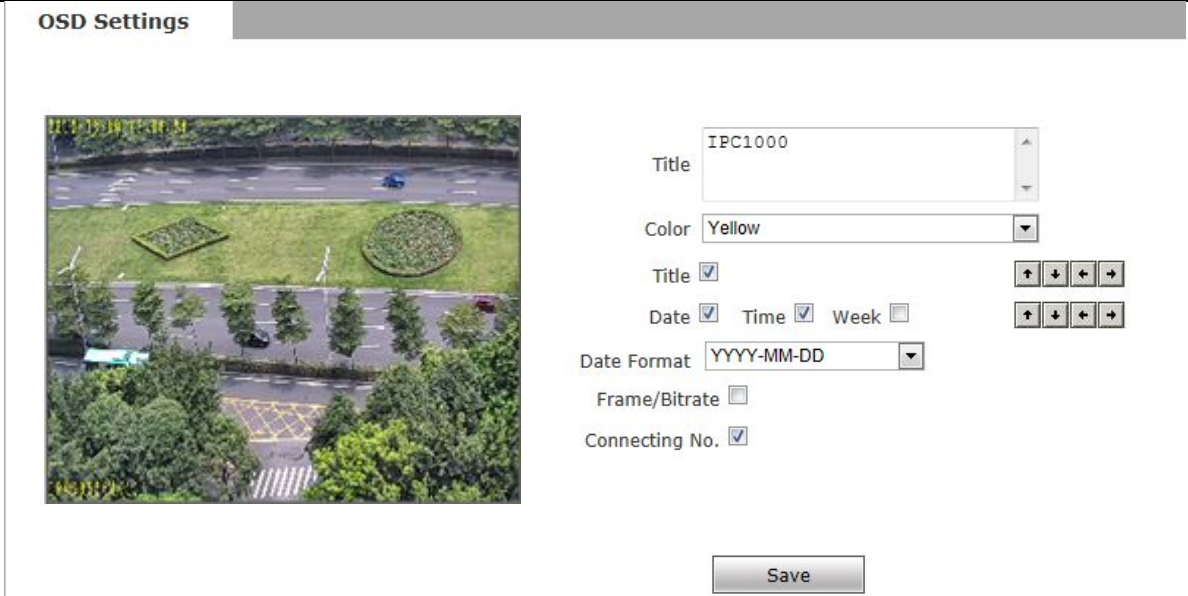 OSD Settings
Title
IPC1000
Color Yellow
Title
Date Time Week
Date Format YYYY-MM-DD
Frame/Bitrate
Connecting No.
Save